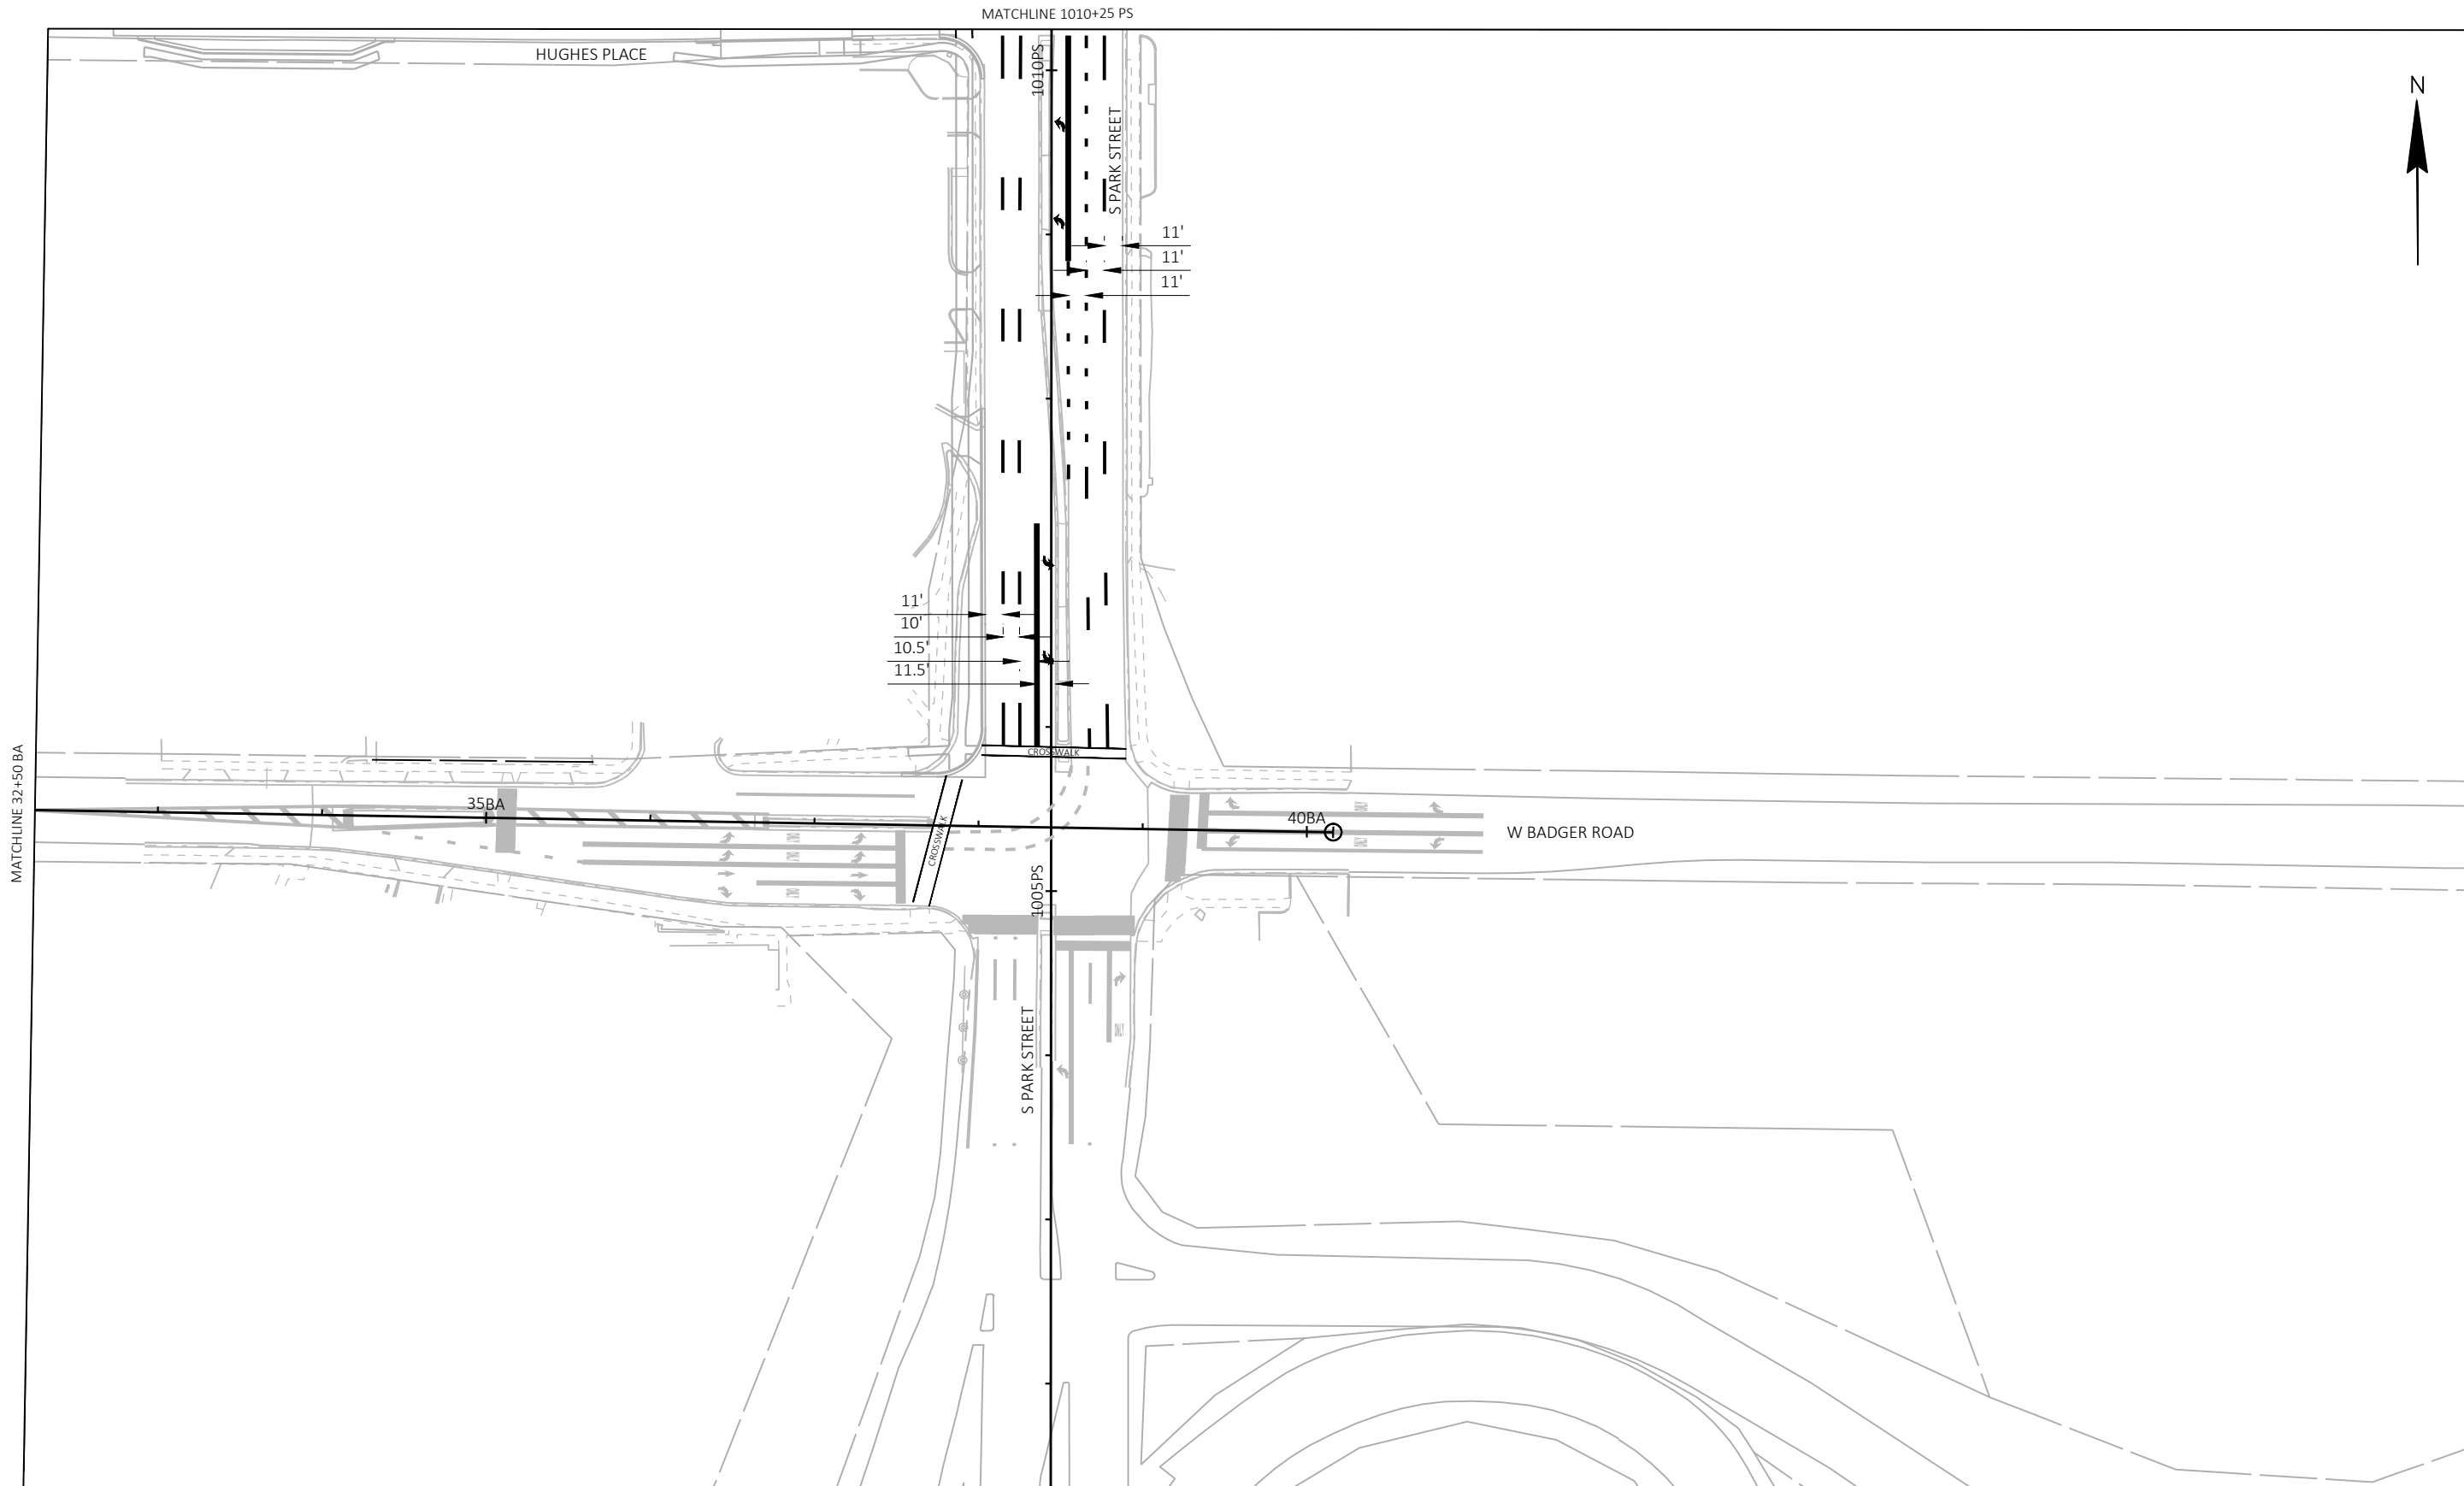 MATCHLINE 1010+25 PS
HUGHES PLACE
1010PS
S PARK STREET
N
11'
11'
11'
11'
10'
10.5'
11.5'
CROSSWALK
MATCHLINE 32+50 BA
35BA
CROSSWALK
40BA
W BADGER ROAD
1005PS
S PARK STREET